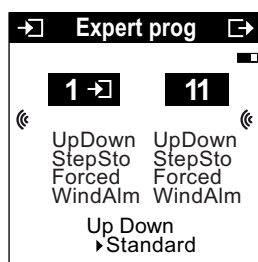 Expert prog
1 11
UpDown UpDown
StepSto StepSto
Forced Forced
WindAlm WindAlm
Up Down
Standard